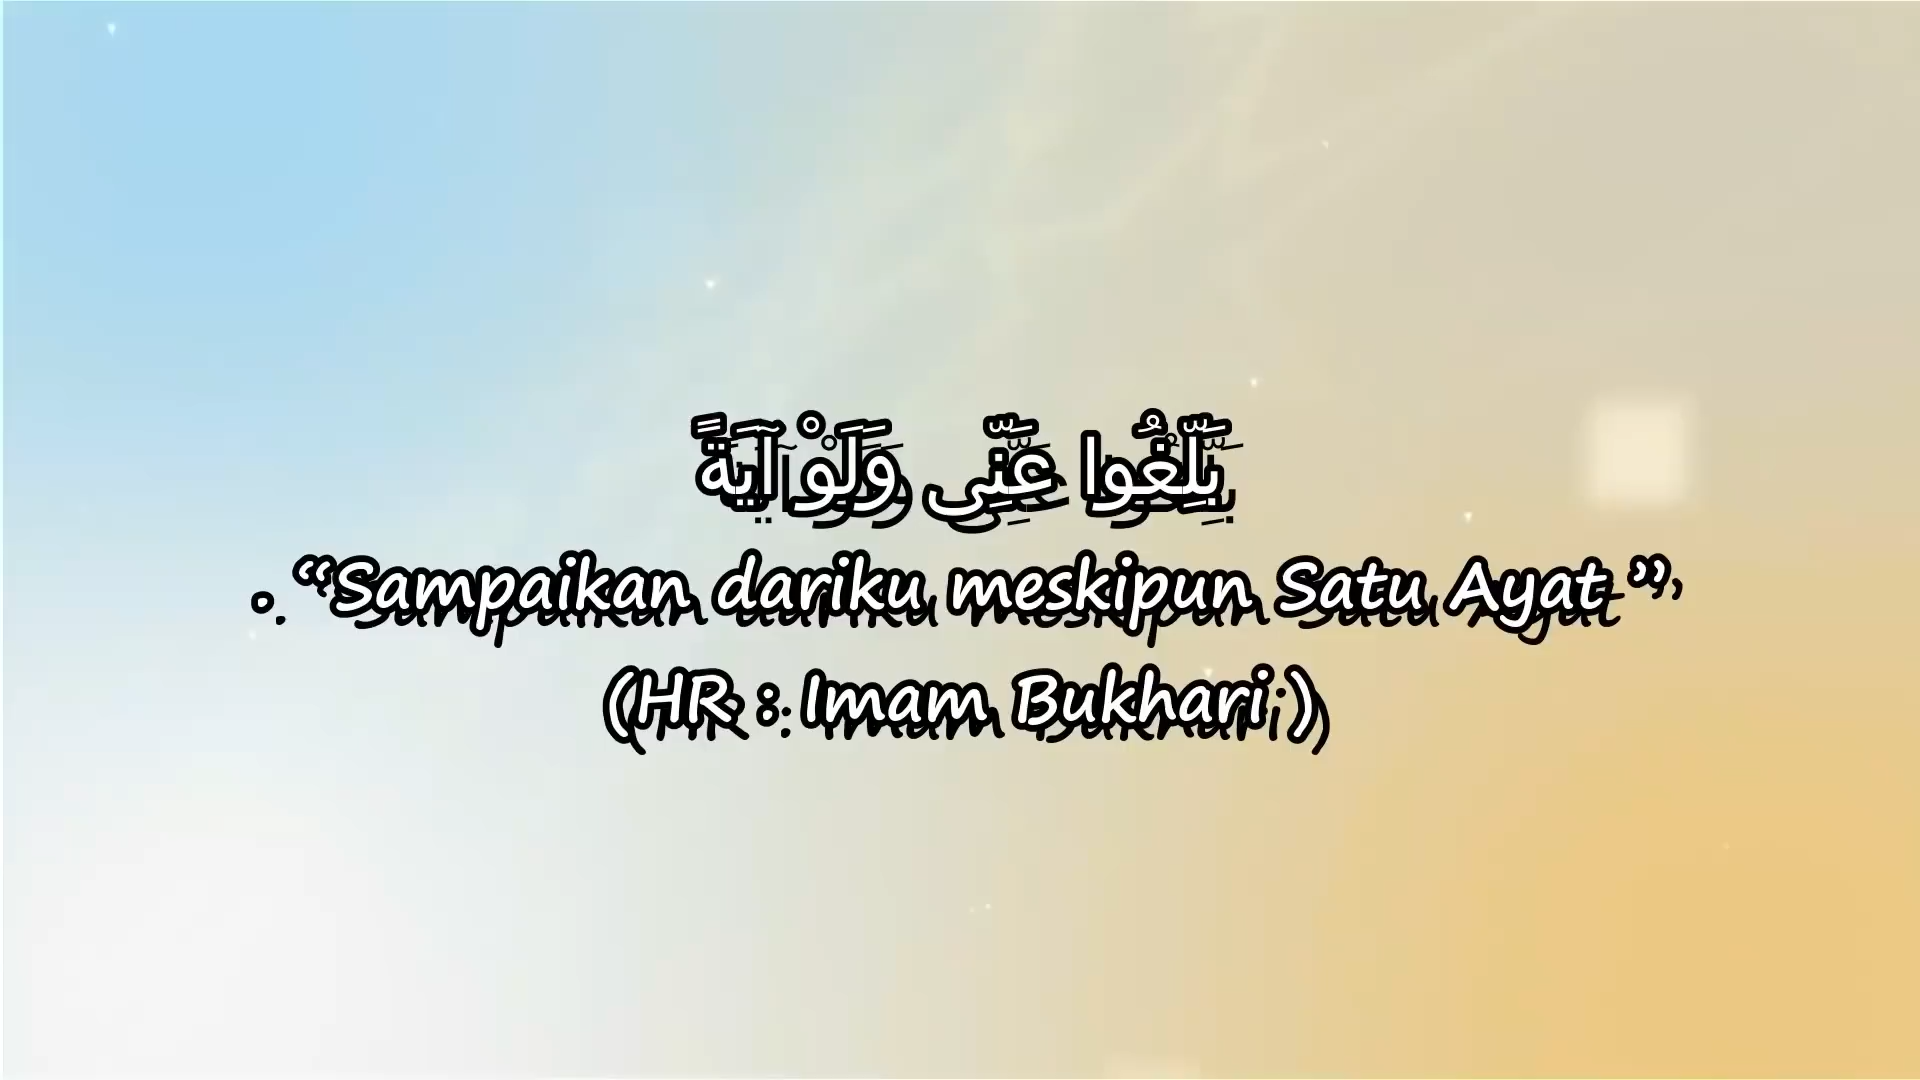 بَلِّغُوا عَنِّى وَلَوْ آيَةً
. “Sampaikan dariku meskipun Satu Ayat ”
(HR : Imam Bukhari )